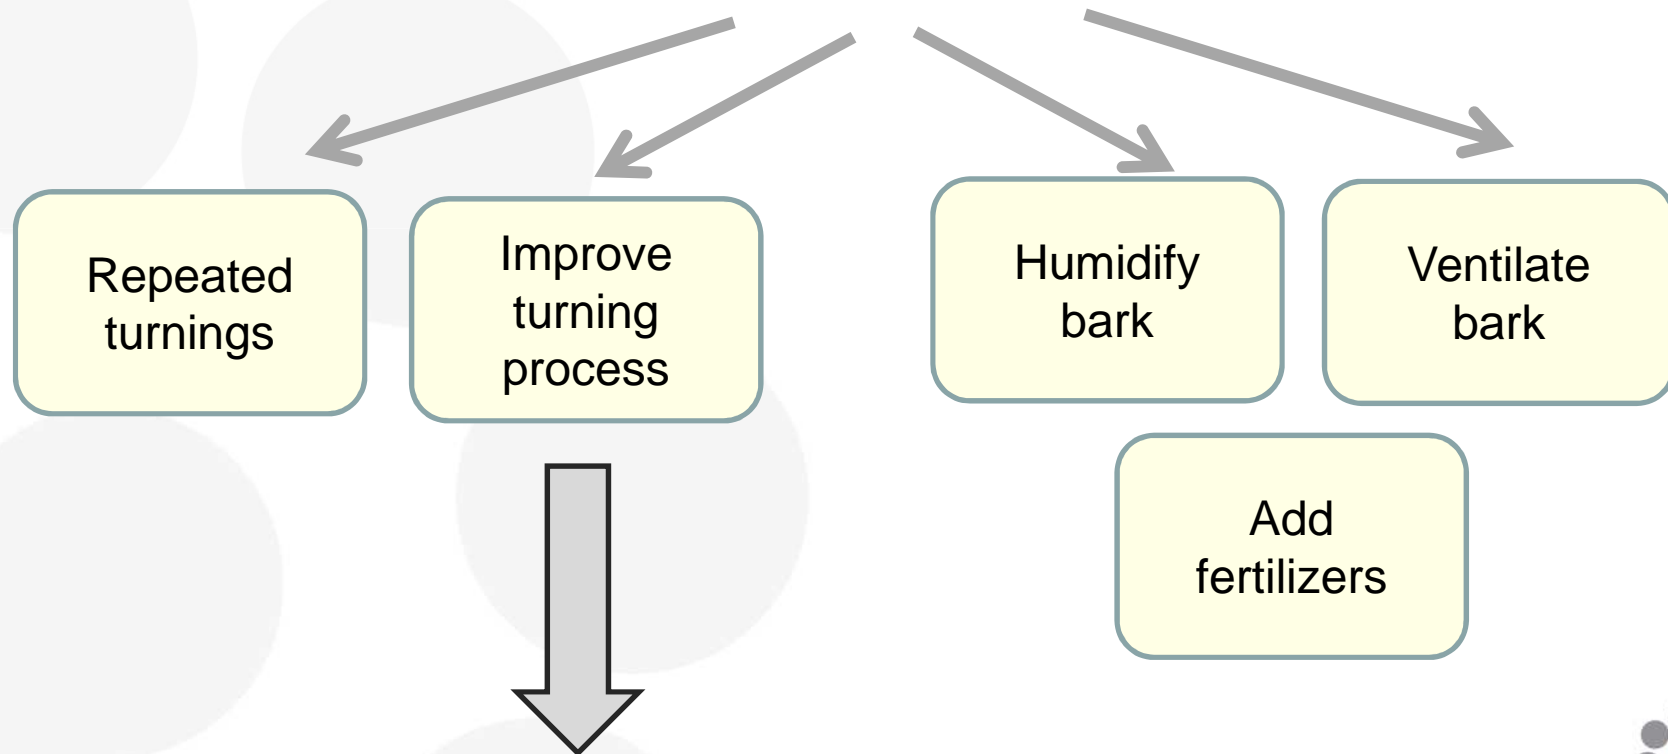 Repeated
turnings
Improve
turning
process
Humidify
bark
Ventilate
bark
Add
fertilizers